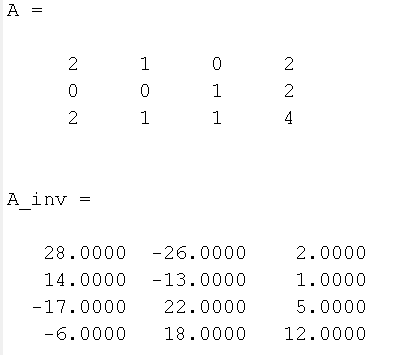 A =
2 1 0 2
0 0 1 2
2 1 1 4
A_inv =
28.0000 -26.0000 2.0000
14.0000 -13.0000 1.0000
-17.0000 22.0000 5.0000
-6.0000 18.0000 12.0000